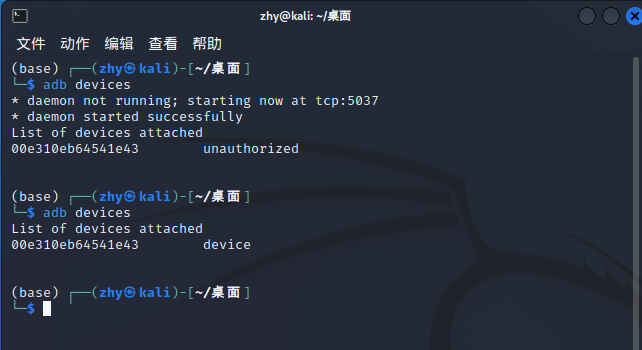 zhy@kali: ~/桌面
文件 动作 编辑 查看 帮助
(base) ┌──(zhy㉿kali)-[~/桌面]
└─$ adb devices
* daemon not running; starting now at tcp:5037
* daemon started successfully
List of devices attached
00e310eb64541e43        unauthorized
(base) ┌──(zhy㉿kali)-[~/桌面]
└─$ adb devices
List of devices attached
00e310eb64541e43        device
(base) ┌──(zhy㉿kali)-[~/桌面]
└─$